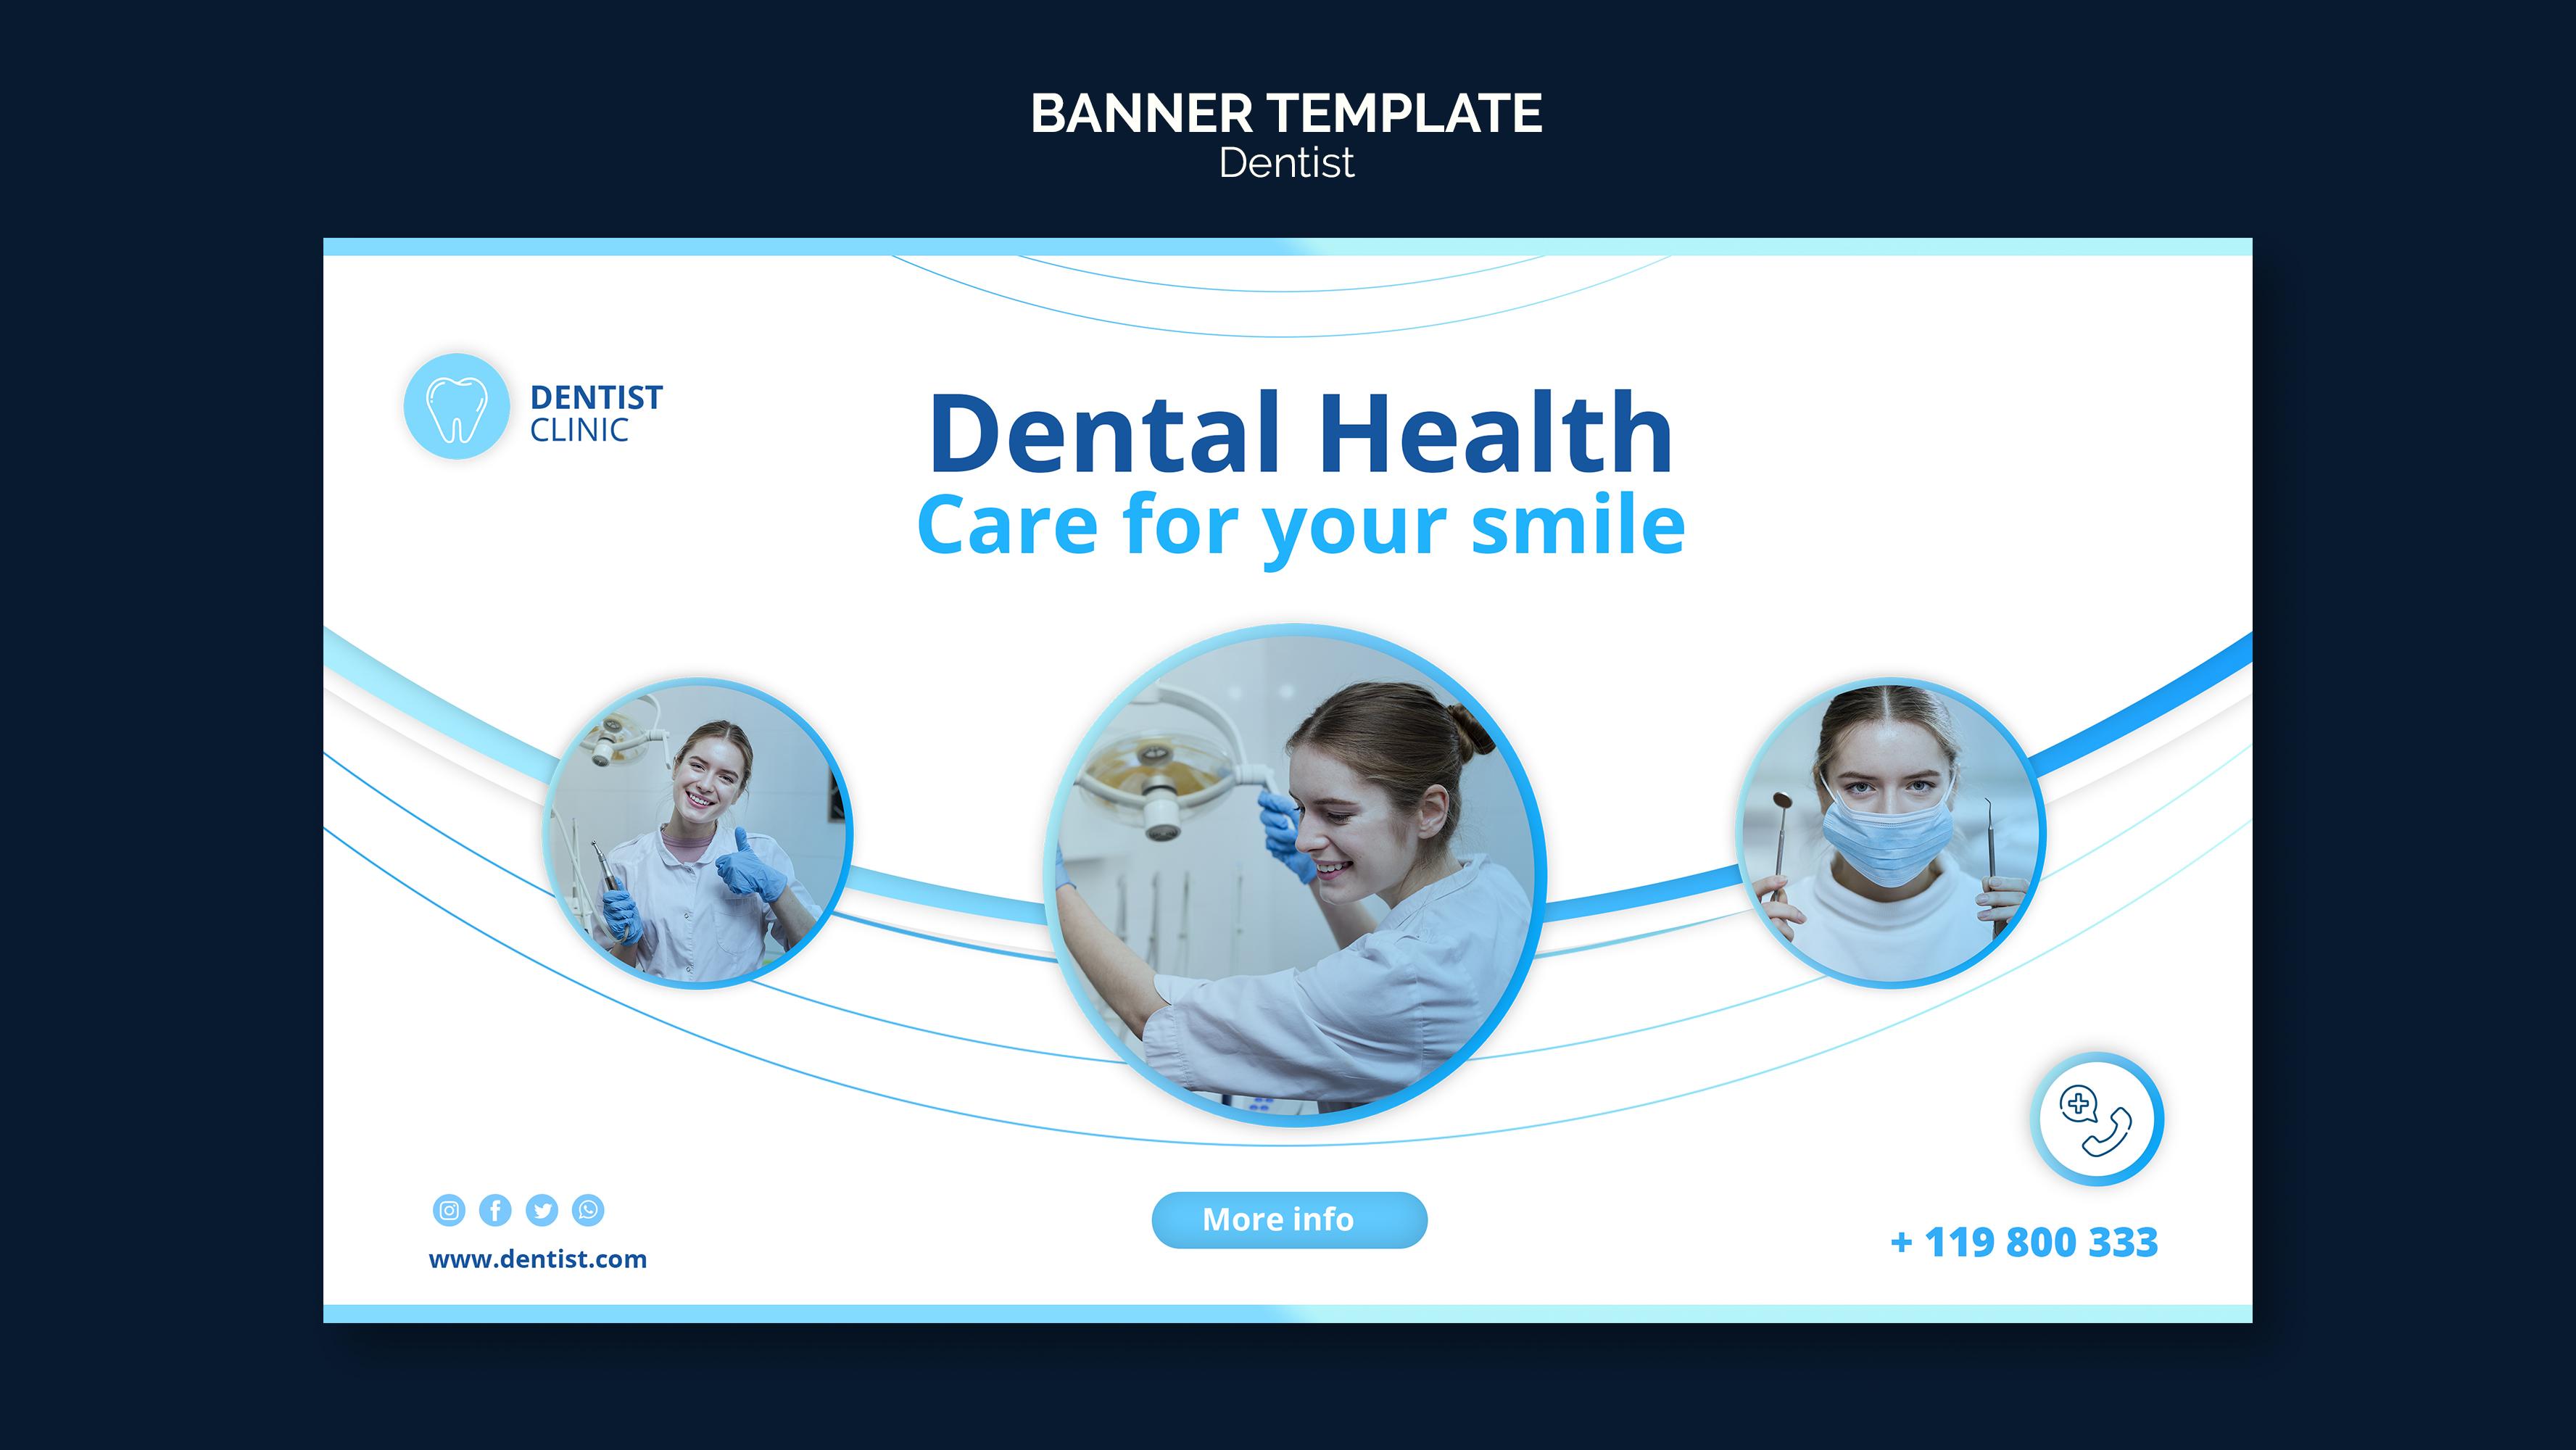 BANNER TEMPLATE
Dentist
DENTIST
CLINIC
Dental Health
Care for your smile
More info
www.dentist.com
+ 119 800 333